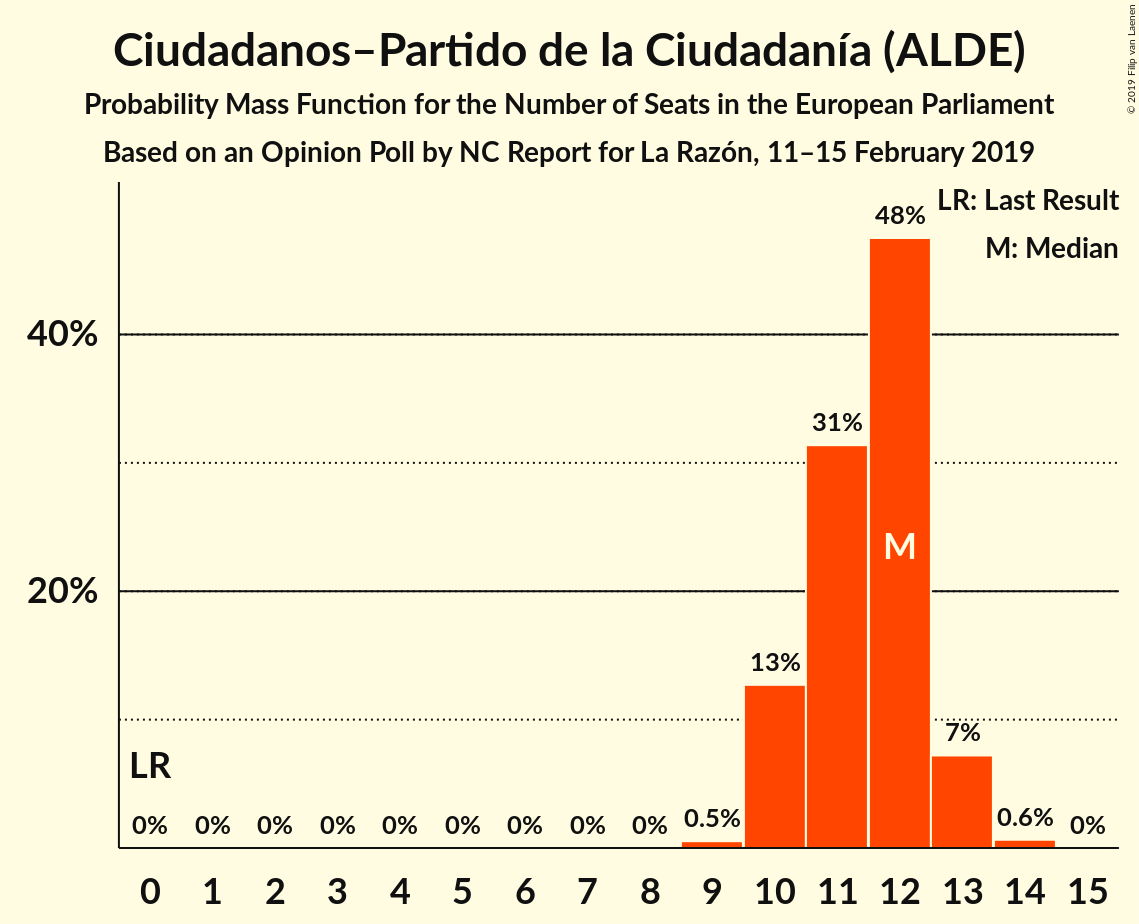 Ciudadanos–Partido de la Ciudadanía (ALDE)
Probability Mass Function for the Number of Seats in the European Parliament
Based on an Opinion Poll by NC Report for La Razón, 11–15 February 2019
© 2019 Filip van Laenen
LR: Last Result
M: Median
48%
40%
31%
M
20%
13%
7%
LR
0% 0% 0% 0% 0% 0% 0% 0% 0% 0.5% 0.6% 0%
0 1 2 3 4 5 6 7 8 9 10 11 12 13 14 15